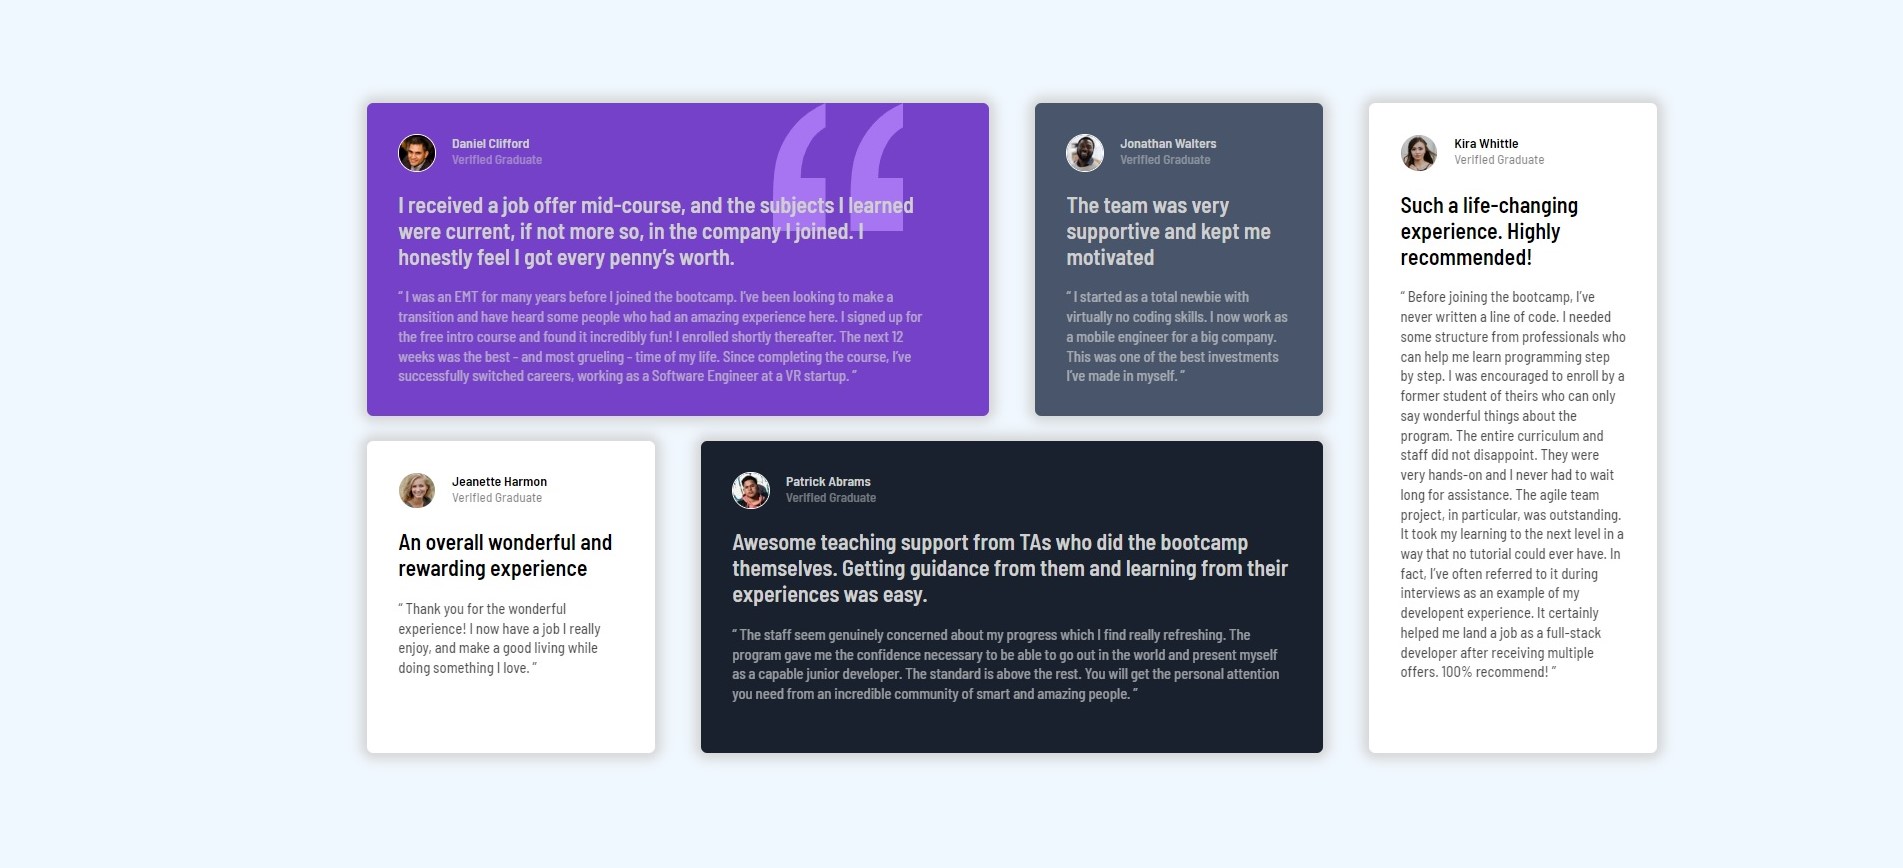 Daniel Clifford
Verified Graduate
I received a job offer mid-course, and the subjects I learned
were current, if not more so, in the company I joined. I
honestly feel I got every penny’s worth.
“ I was an EMT for many years before I joined the bootcamp. I’ve been looking to make a
transition and have heard some people who had an amazing experience here. I signed up for
the free intro course and found it incredibly fun! I enrolled shortly thereafter. The next 12
weeks was the best - and most grueling - time of my life. Since completing the course, I’ve
successfully switched careers, working as a Software Engineer at a VR startup. ”
Jonathan Walters
Verified Graduate
The team was very
supportive and kept me
motivated
“ I started as a total newbie with
virtually no coding skills. I now work as
a mobile engineer for a big company.
This was one of the best investments
I’ve made in myself. ”
Kira Whittle
Verified Graduate
Such a life-changing
experience. Highly
recommended!
“ Before joining the bootcamp, I’ve
never written a line of code. I needed
some structure from professionals who
can help me learn programming step
by step. I was encouraged to enroll by a
former student of theirs who can only
say wonderful things about the
program. The entire curriculum and
staff did not disappoint. They were
very hands-on and I never had to wait
long for assistance. The agile team
project, in particular, was outstanding.
It took my learning to the next level in a
way that no tutorial could ever have. In
fact, I’ve often referred to it during
interviews as an example of my
developent experience. It certainly
helped me land a job as a full-stack
developer after receiving multiple
offers. 100% recommend! ”
Jeanette Harmon
Verified Graduate
An overall wonderful and
rewarding experience
“ Thank you for the wonderful
experience! I now have a job I really
enjoy, and make a good living while
doing something I love. ”
Patrick Abrams
Verified Graduate
Awesome teaching support from TAs who did the bootcamp
themselves. Getting guidance from them and learning from their
experiences was easy.
“ The staff seem genuinely concerned about my progress which I find really refreshing. The
program gave me the confidence necessary to be able to go out in the world and present myself
as a capable junior developer. The standard is above the rest. You will get the personal attention
you need from an incredible community of smart and amazing people. ”